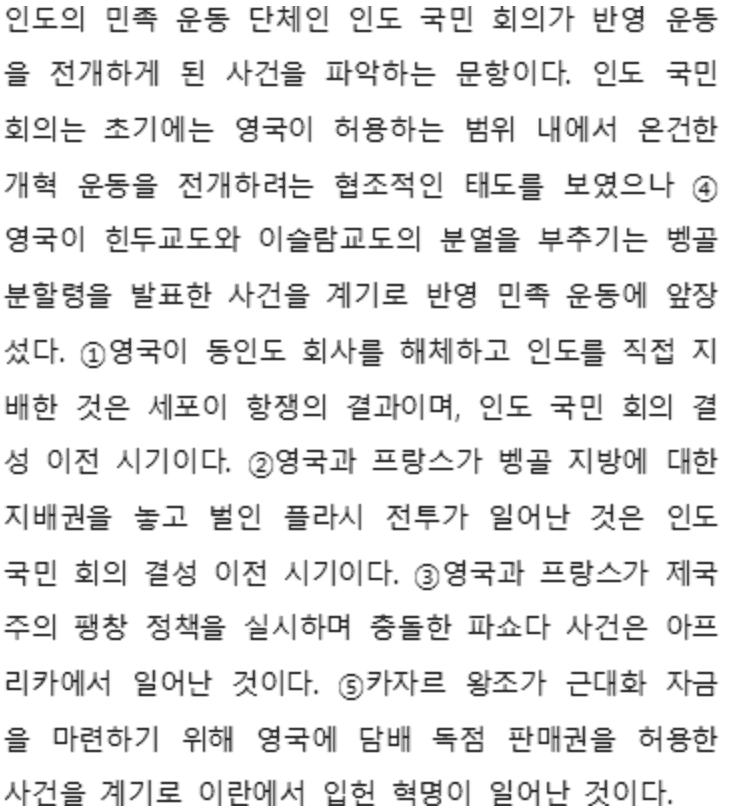 인도의 민족 운동 단체인 인도 국민 회의가 반영 운동
을 전개하게 된 사건을 파악하는 문항이다. 인도 국민
회의는 초기에는 영국이 허용하는 범위 내에서 온건한
개혁 운동을 전개하려는 협조적인 태도를 보였으나 ④
영국이 힌두교도와 이슬람교도의 분열을 부추기는 벵골
분할령을 발표한 사건을 계기로 반영 민족 운동에 앞장
섰다. ①영국이 동인도 회사를 해체하고 인도를 직접 지
배한 것은 세포이 항쟁의 결과이며, 인도 국민 회의 결
성 이전 시기이다. ②영국과 프랑스가 벵골 지방에 대한
지배권을 놓고 벌인 플라시 전투가 일어난 것은 인도
국민 회의 결성 이전 시기이다. ③영국과 프랑스가 제국
주의 팽창 정책을 실시하며 충돌한 파쇼다 사건은 아프
리카에서 일어난 것이다. ⑤카자르 왕조가 근대화 자금
을 마련하기 위해 영국에 담배 독점 판매권을 허용한
사건을 계기로 이란에서 입헌 혁명이 일어난 것이다.